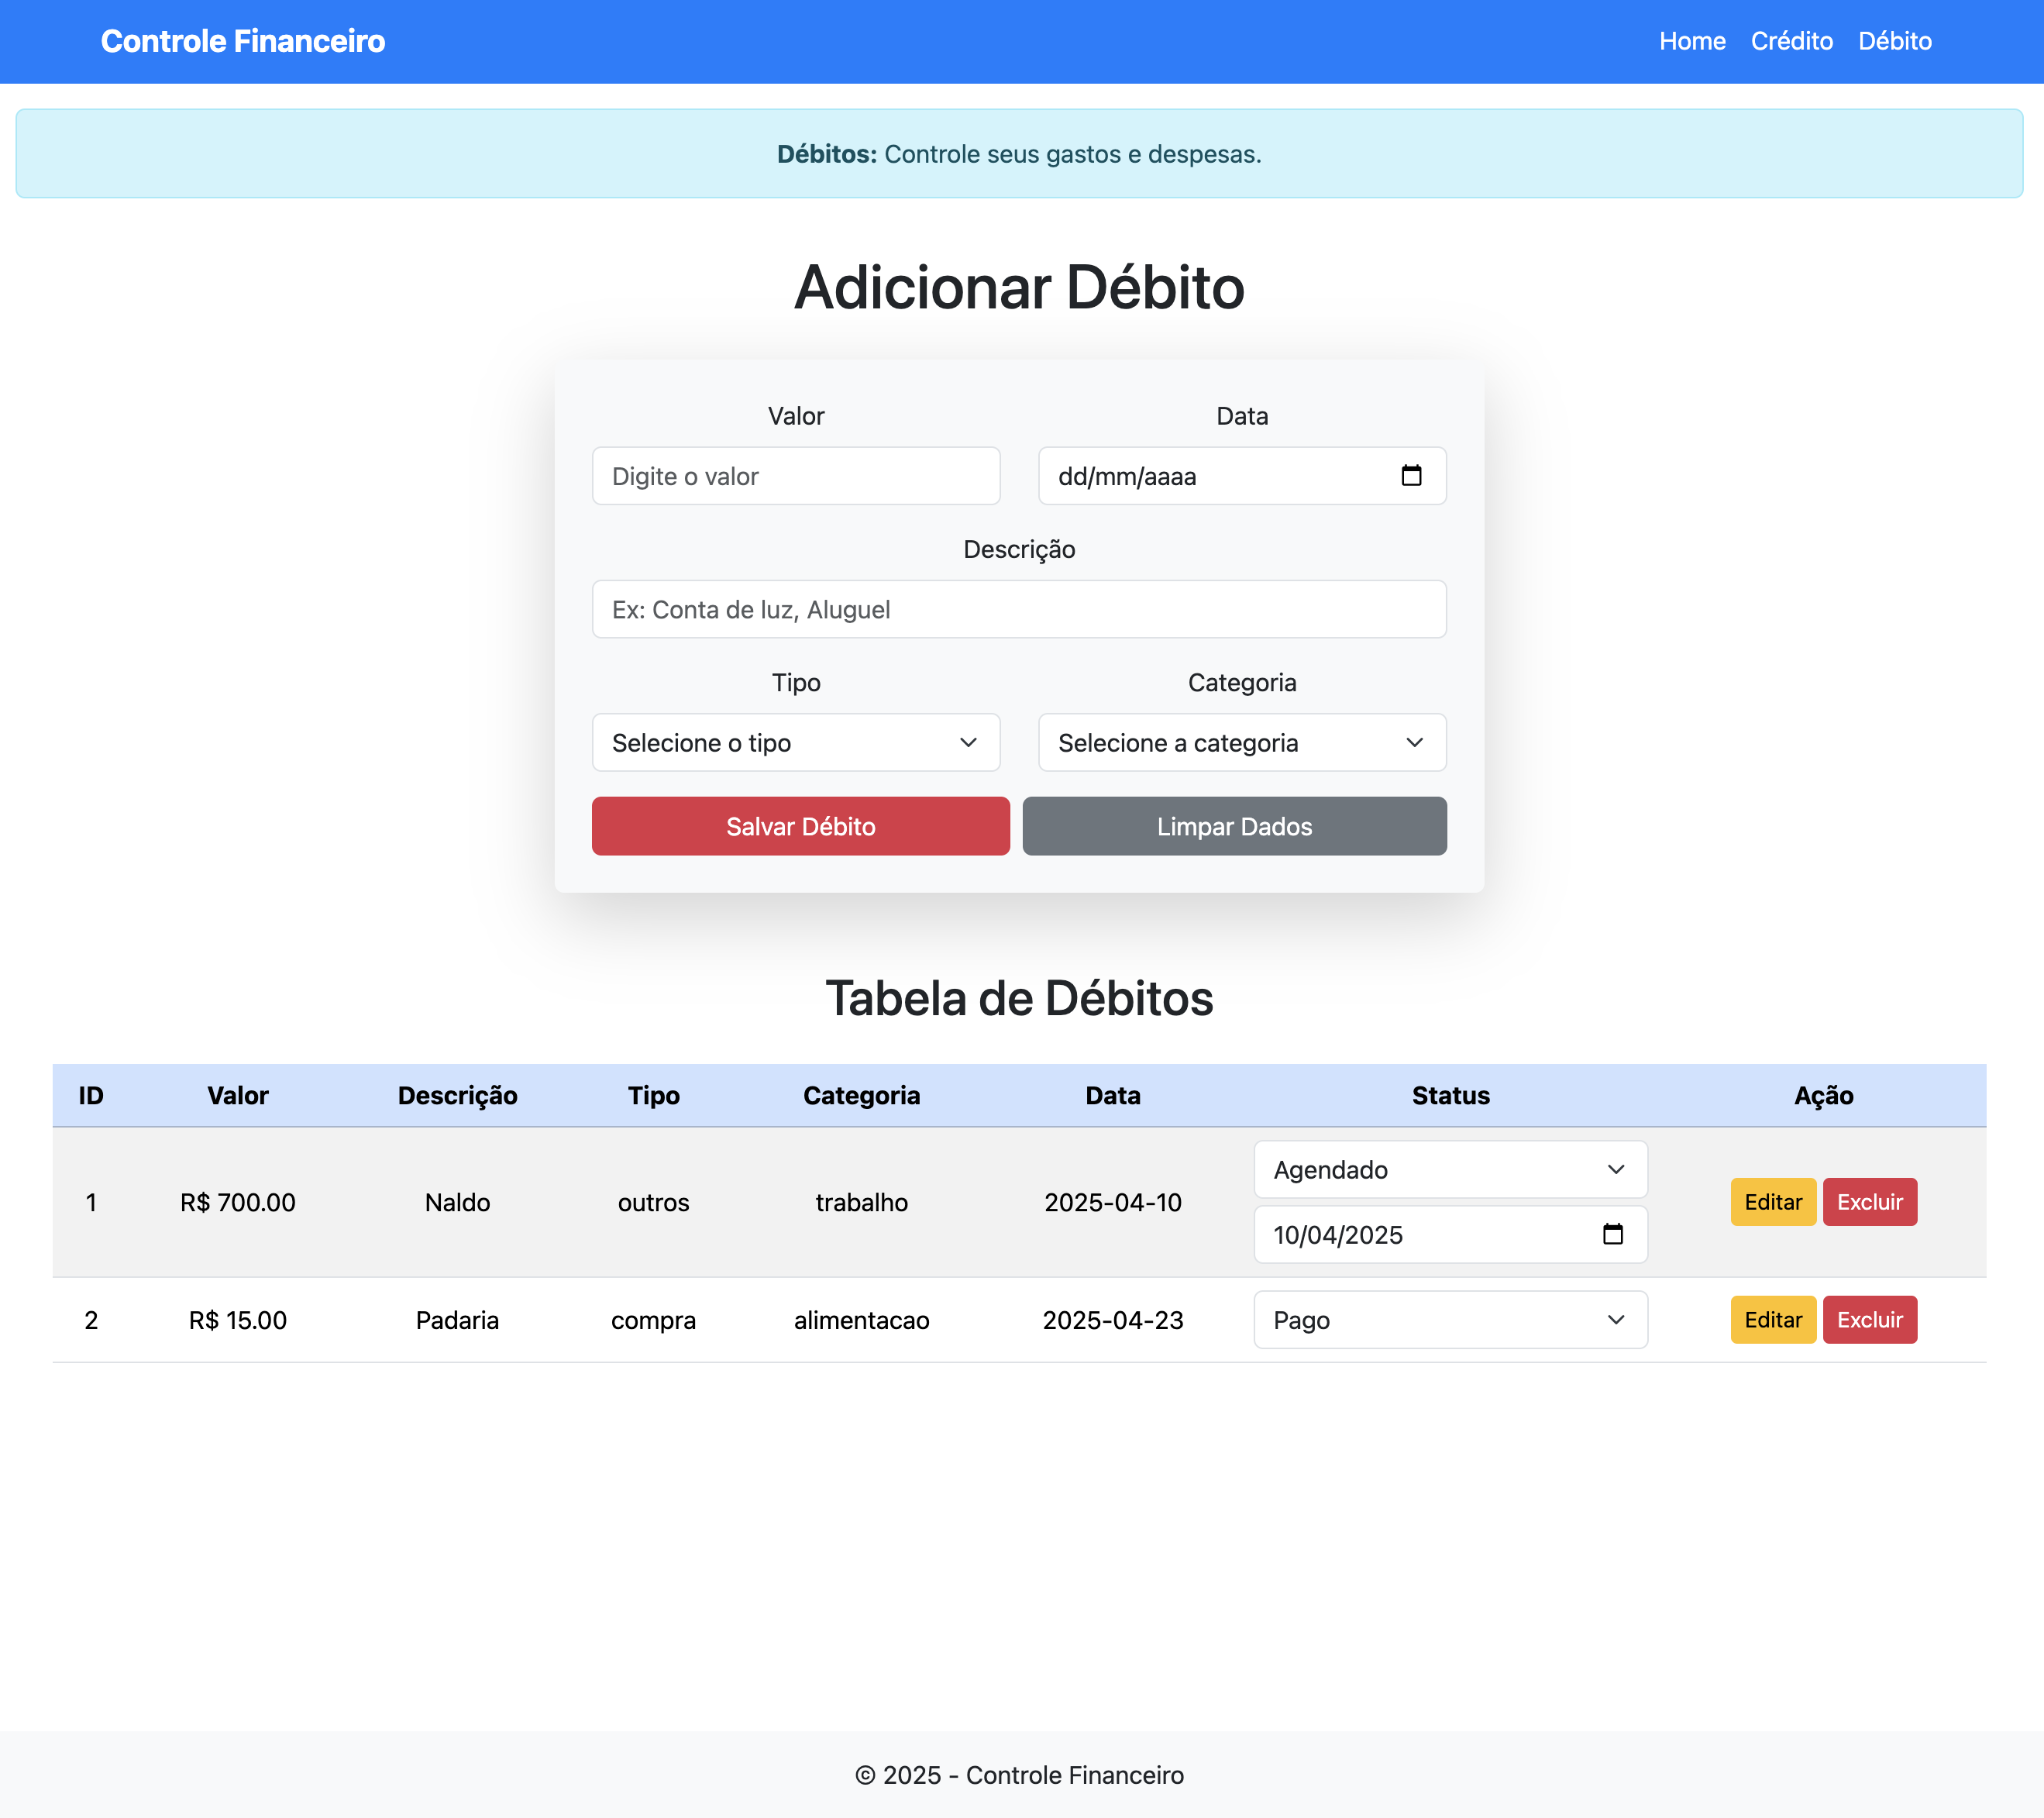 Controle Financeiro Home Crédito Débito
Débitos: Controle seus gastos e despesas.
Adicionar Débito
Valor Data
Digite o valor dd/mm/aaaa
Descrição
Ex: Conta de luz, Aluguel
Tipo Categoria
Selecione o tipo Selecione a categoria
Salvar Débito Limpar Dados
Tabela de Débitos
ID Valor Descrição Tipo Categoria Data Status Ação
1 R$ 700.00 Naldo outros trabalho 2025-04-10 Agendado Editar Excluir
10/04/2025
2 R$ 15.00 Padaria compra alimentacao 2025-04-23 Pago Editar Excluir
© 2025 - Controle Financeiro